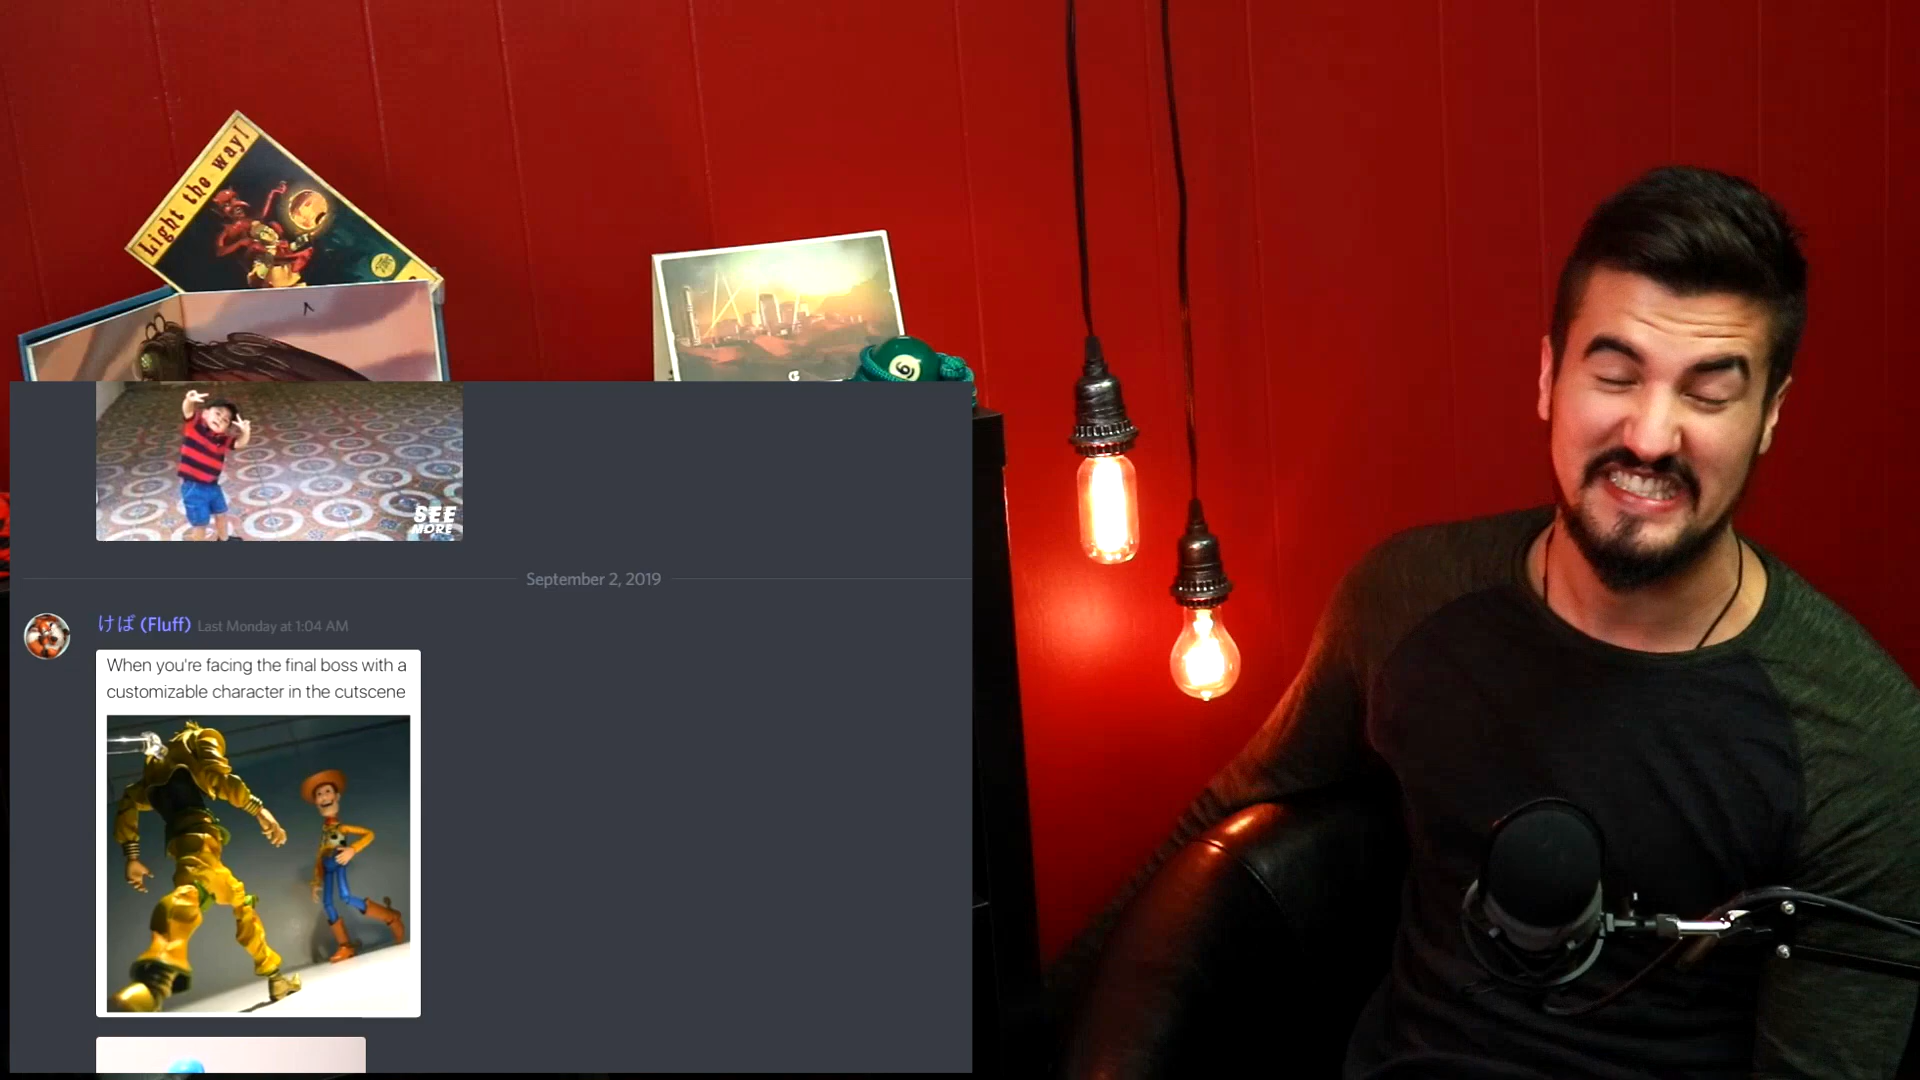 Light the way!
6
SEE
MORE
September 2, 2019
けば (Fluff) Last Monday at 1:04 AM
When you're facing the final boss with a
customizable character in the cutscene